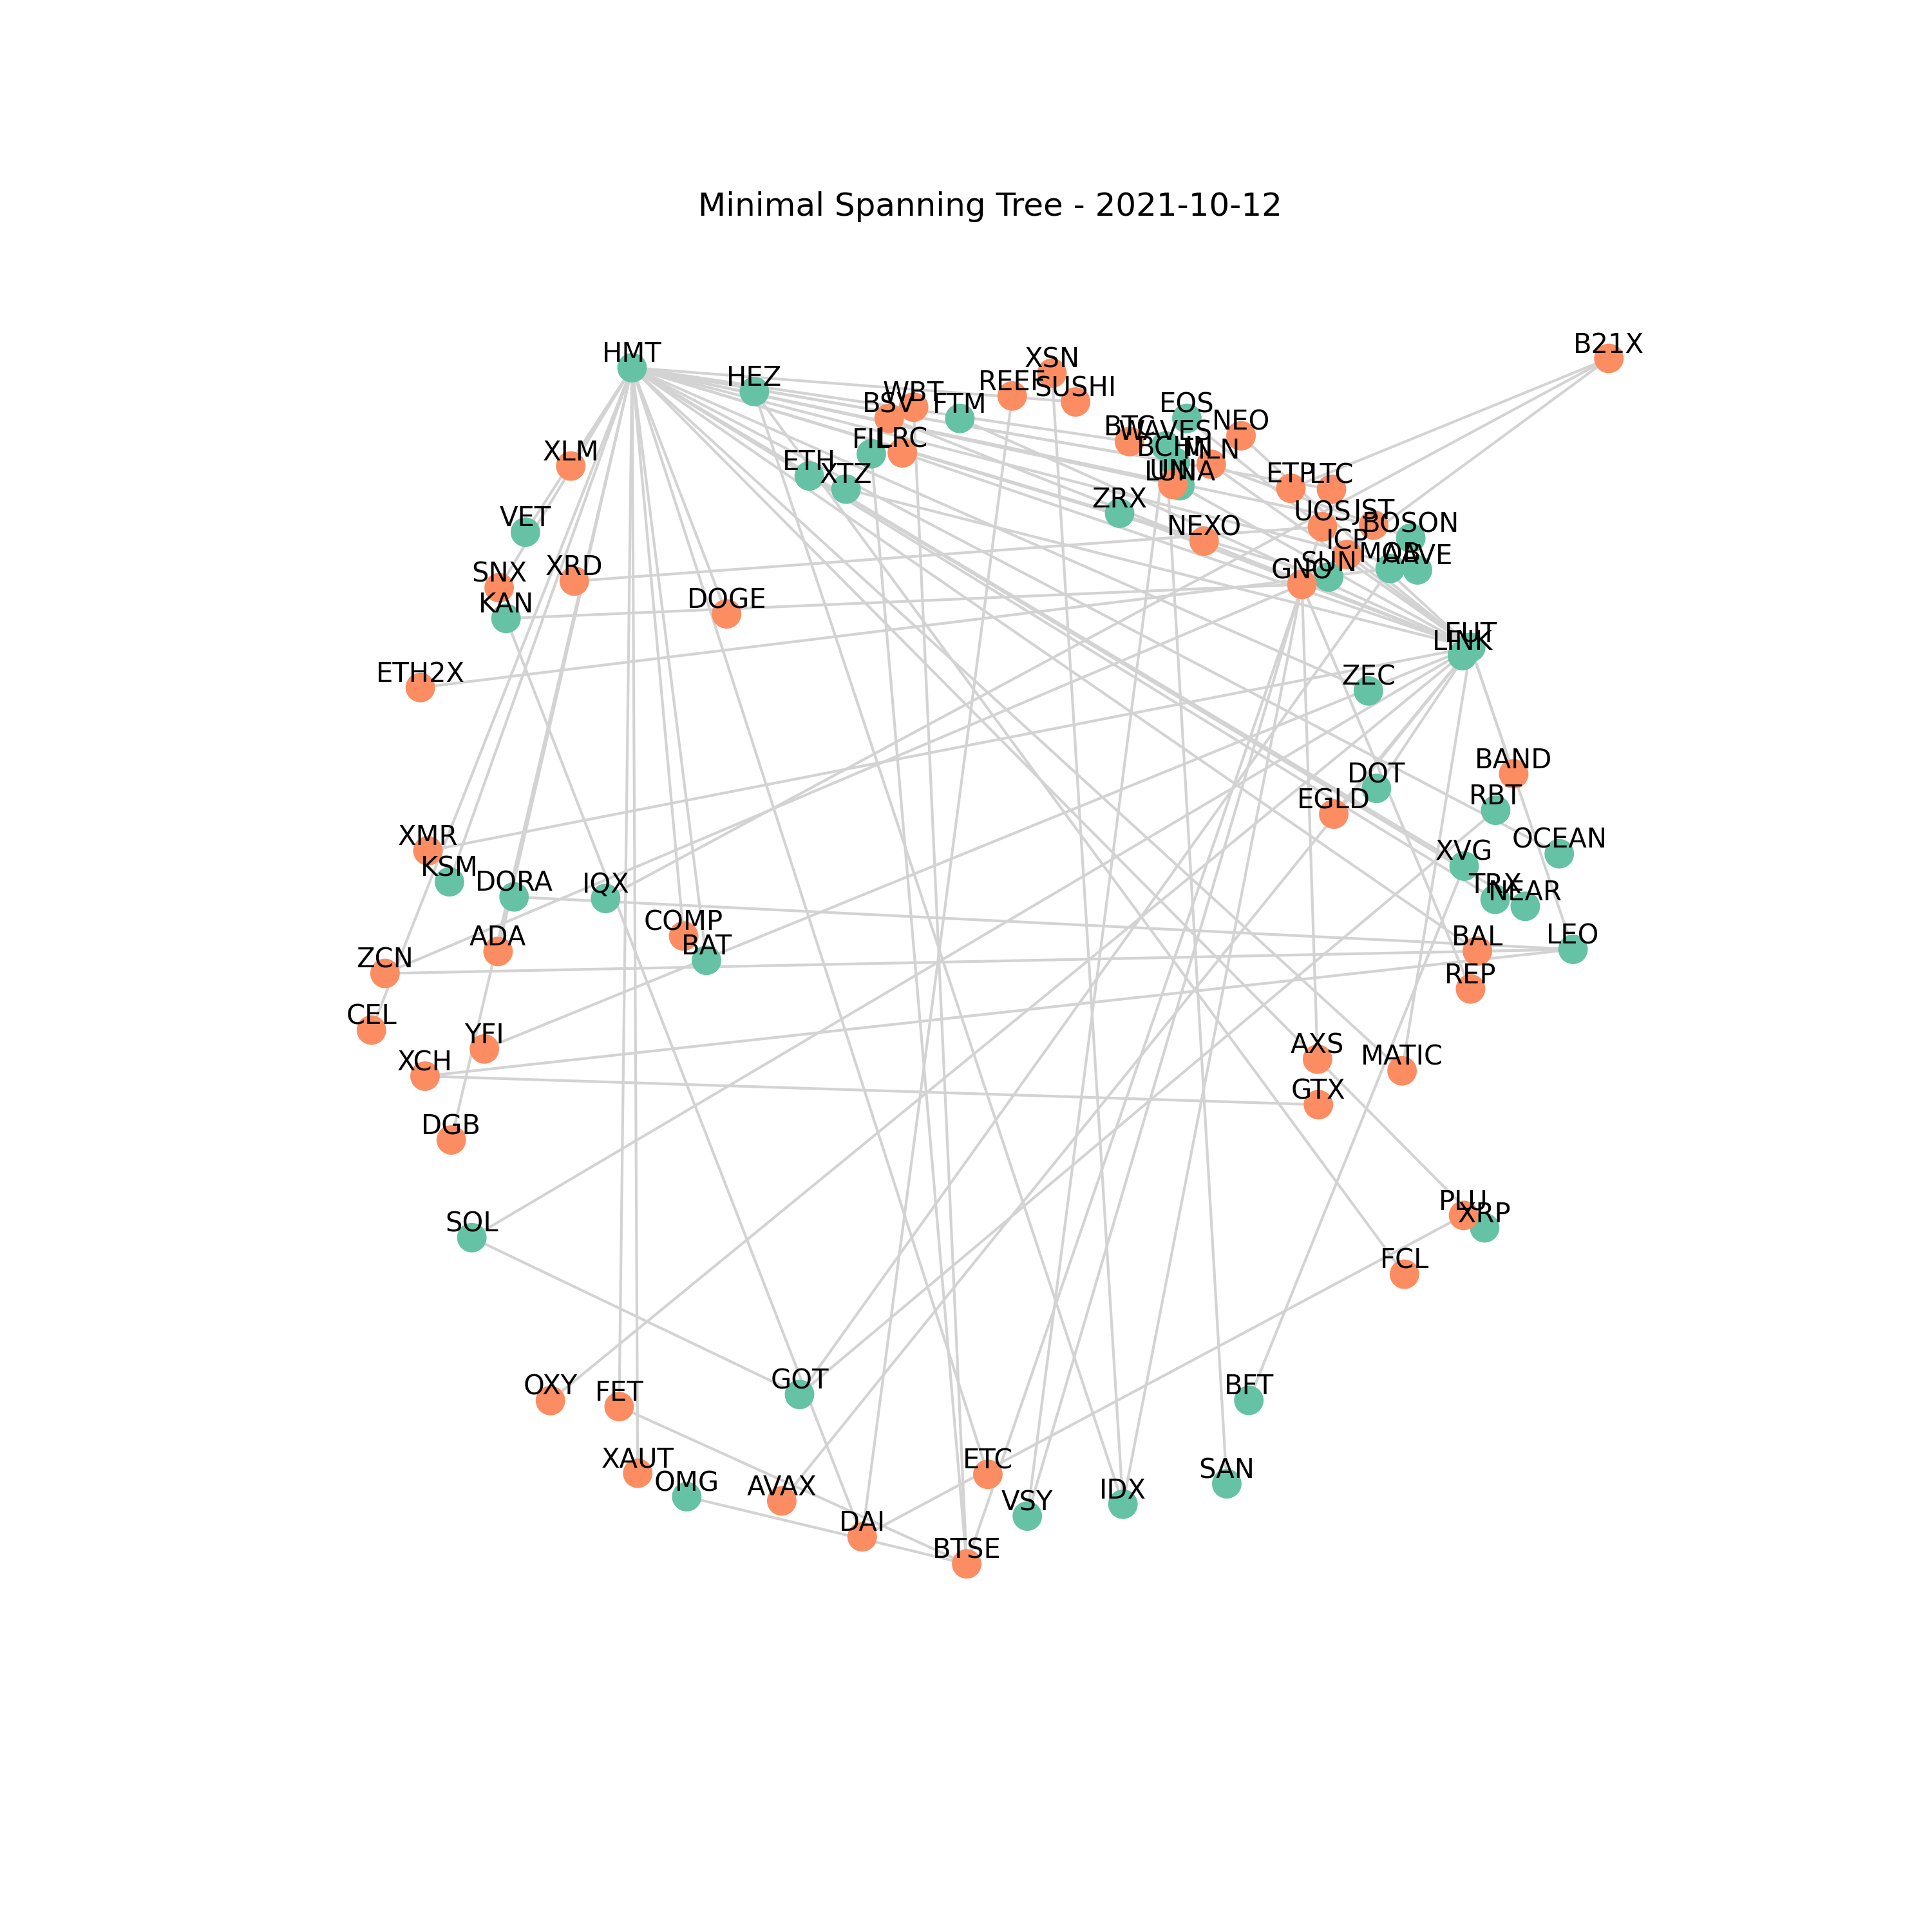 Minimal Spanning Tree - 2021-10-12
B21X
HMT
XSN
HEZ
REEF
SUSHI
WBT
BSV
FTM
EOS
NEO
BTC
WAVES
FIL
LRC
BCHN
MLN
XLM
ETH
XTZ
UNI
LUNA
ETP
LTC
ZRX
UOS
JST
VET
NEXO
BOSON
ICP
MOB
AAVE
SNX
XRD
GNO
SUN
KAN
DOGE
LINK
ETH2X
ZEC
BAND
DOT
EGLD
RBT
XMR
OCEAN
XVG
KSM
DORA
IQX
TRX
NEAR
COMP
BAT
ADA
BAL
LEO
ZCN
REP
CEL
YFI
AXS
XCH
MATIC
GTX
DGB
PLU
XRP
SOL
FCL
OXY
FET
GOT
BFT
XAUT
ETC
SAN
OMG
AVAX
IDX
VSY
DAI
BTSE